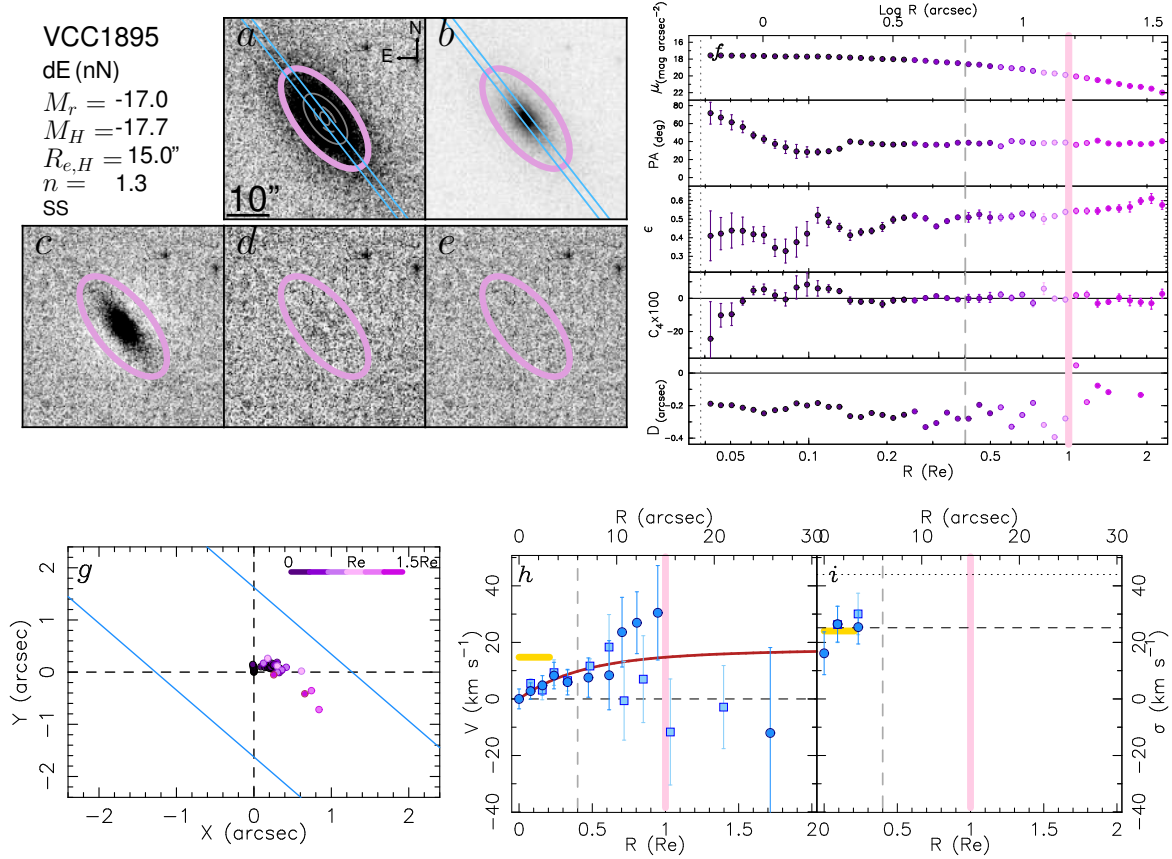 VCC1895
dE (nN)
M_r = -17.0
M_H = -17.7
R_{e,H} = 15.0"
n = 1.3
SS
a
N
E
10"
b
c
d
e
Log R (arcsec)
0 0.5 1 1.5
f
16
18
20
22
μ(mag arcsec⁻²)
80
60
40
20
0
PA (deg)
0.6
0.5
0.4
0.3
ε
0
-20
C₄x100
0
-0.2
-0.4
D (arcsec)
0.05 0.1 0.2 0.5 1 2
R (Re)
g
0 Re 1.5Re
2
1
0
−1
−2
Y (arcsec)
−2 −1 0 1 2
X (arcsec)
R (arcsec)
0 10 20 30
h
40
20
0
−20
−40
V (km s⁻¹)
0 0.5 1 1.5 2
R (Re)
R (arcsec)
0 10 20 30
i
40
20
0
−20
−40
σ (km s⁻¹)
0 0.5 1 1.5 2
R (Re)